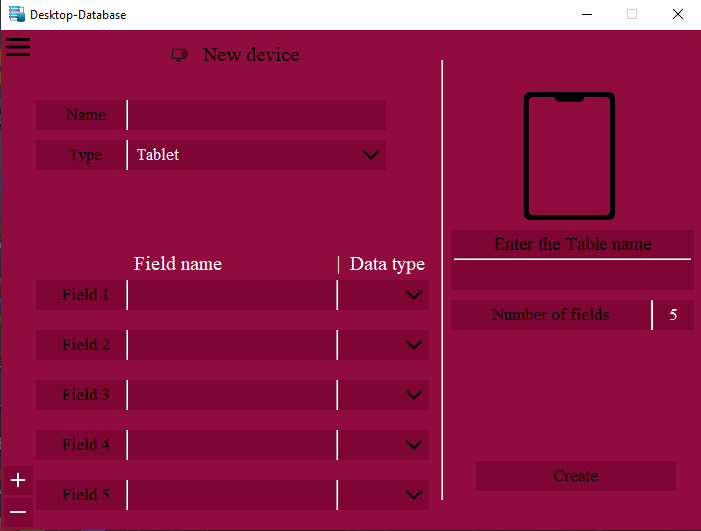 Desktop-Database
New device
Name
Type Tablet
Field name | Data type
Field 1
Field 2
Field 3
Field 4
Field 5
Enter the Table name
Number of fields 5
Create